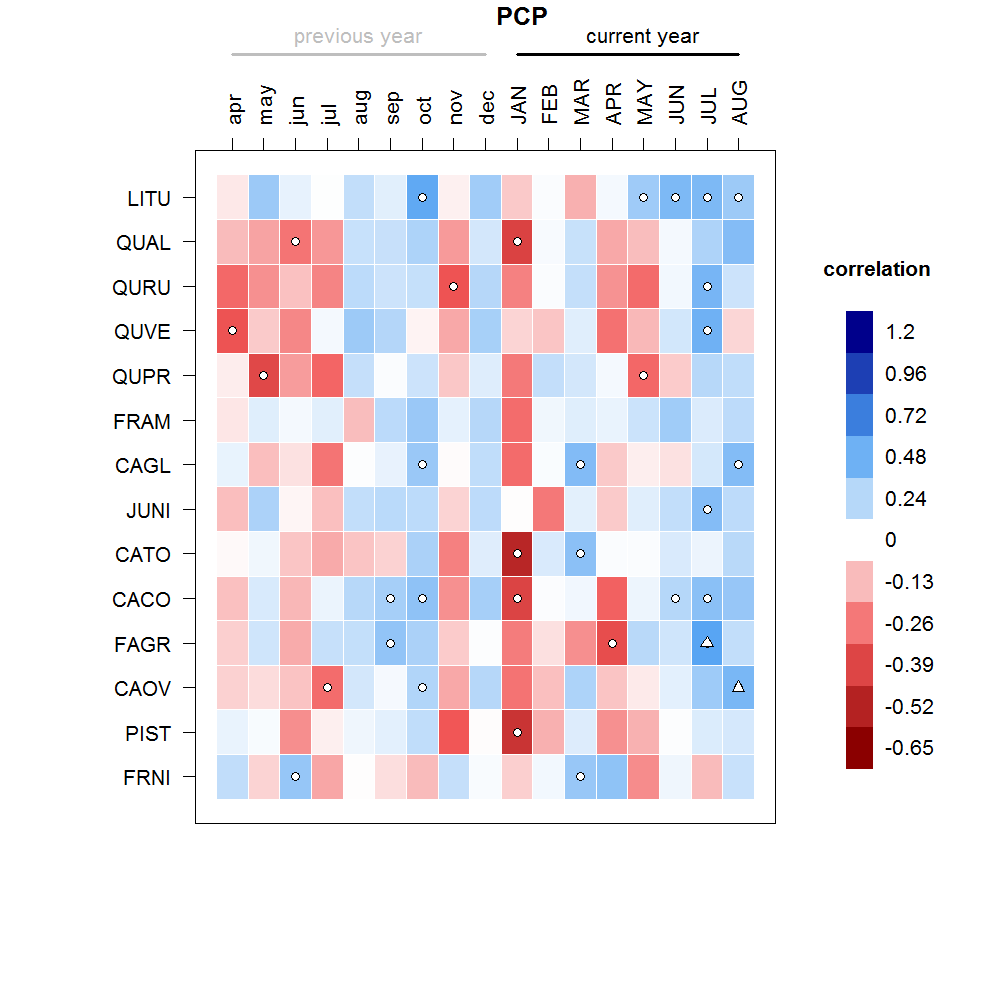 PCP
previous year current year
apr may jun jul aug sep oct nov dec JAN FEB MAR APR MAY JUN JUL AUG
LITU
QUAL
QURU
QUVE
QUPR
FRAM
CAGL
JUNI
CATO
CACO
FAGR
CAOV
PIST
FRNI
correlation
1.2
0.96
0.72
0.48
0.24
0
-0.13
-0.26
-0.39
-0.52
-0.65